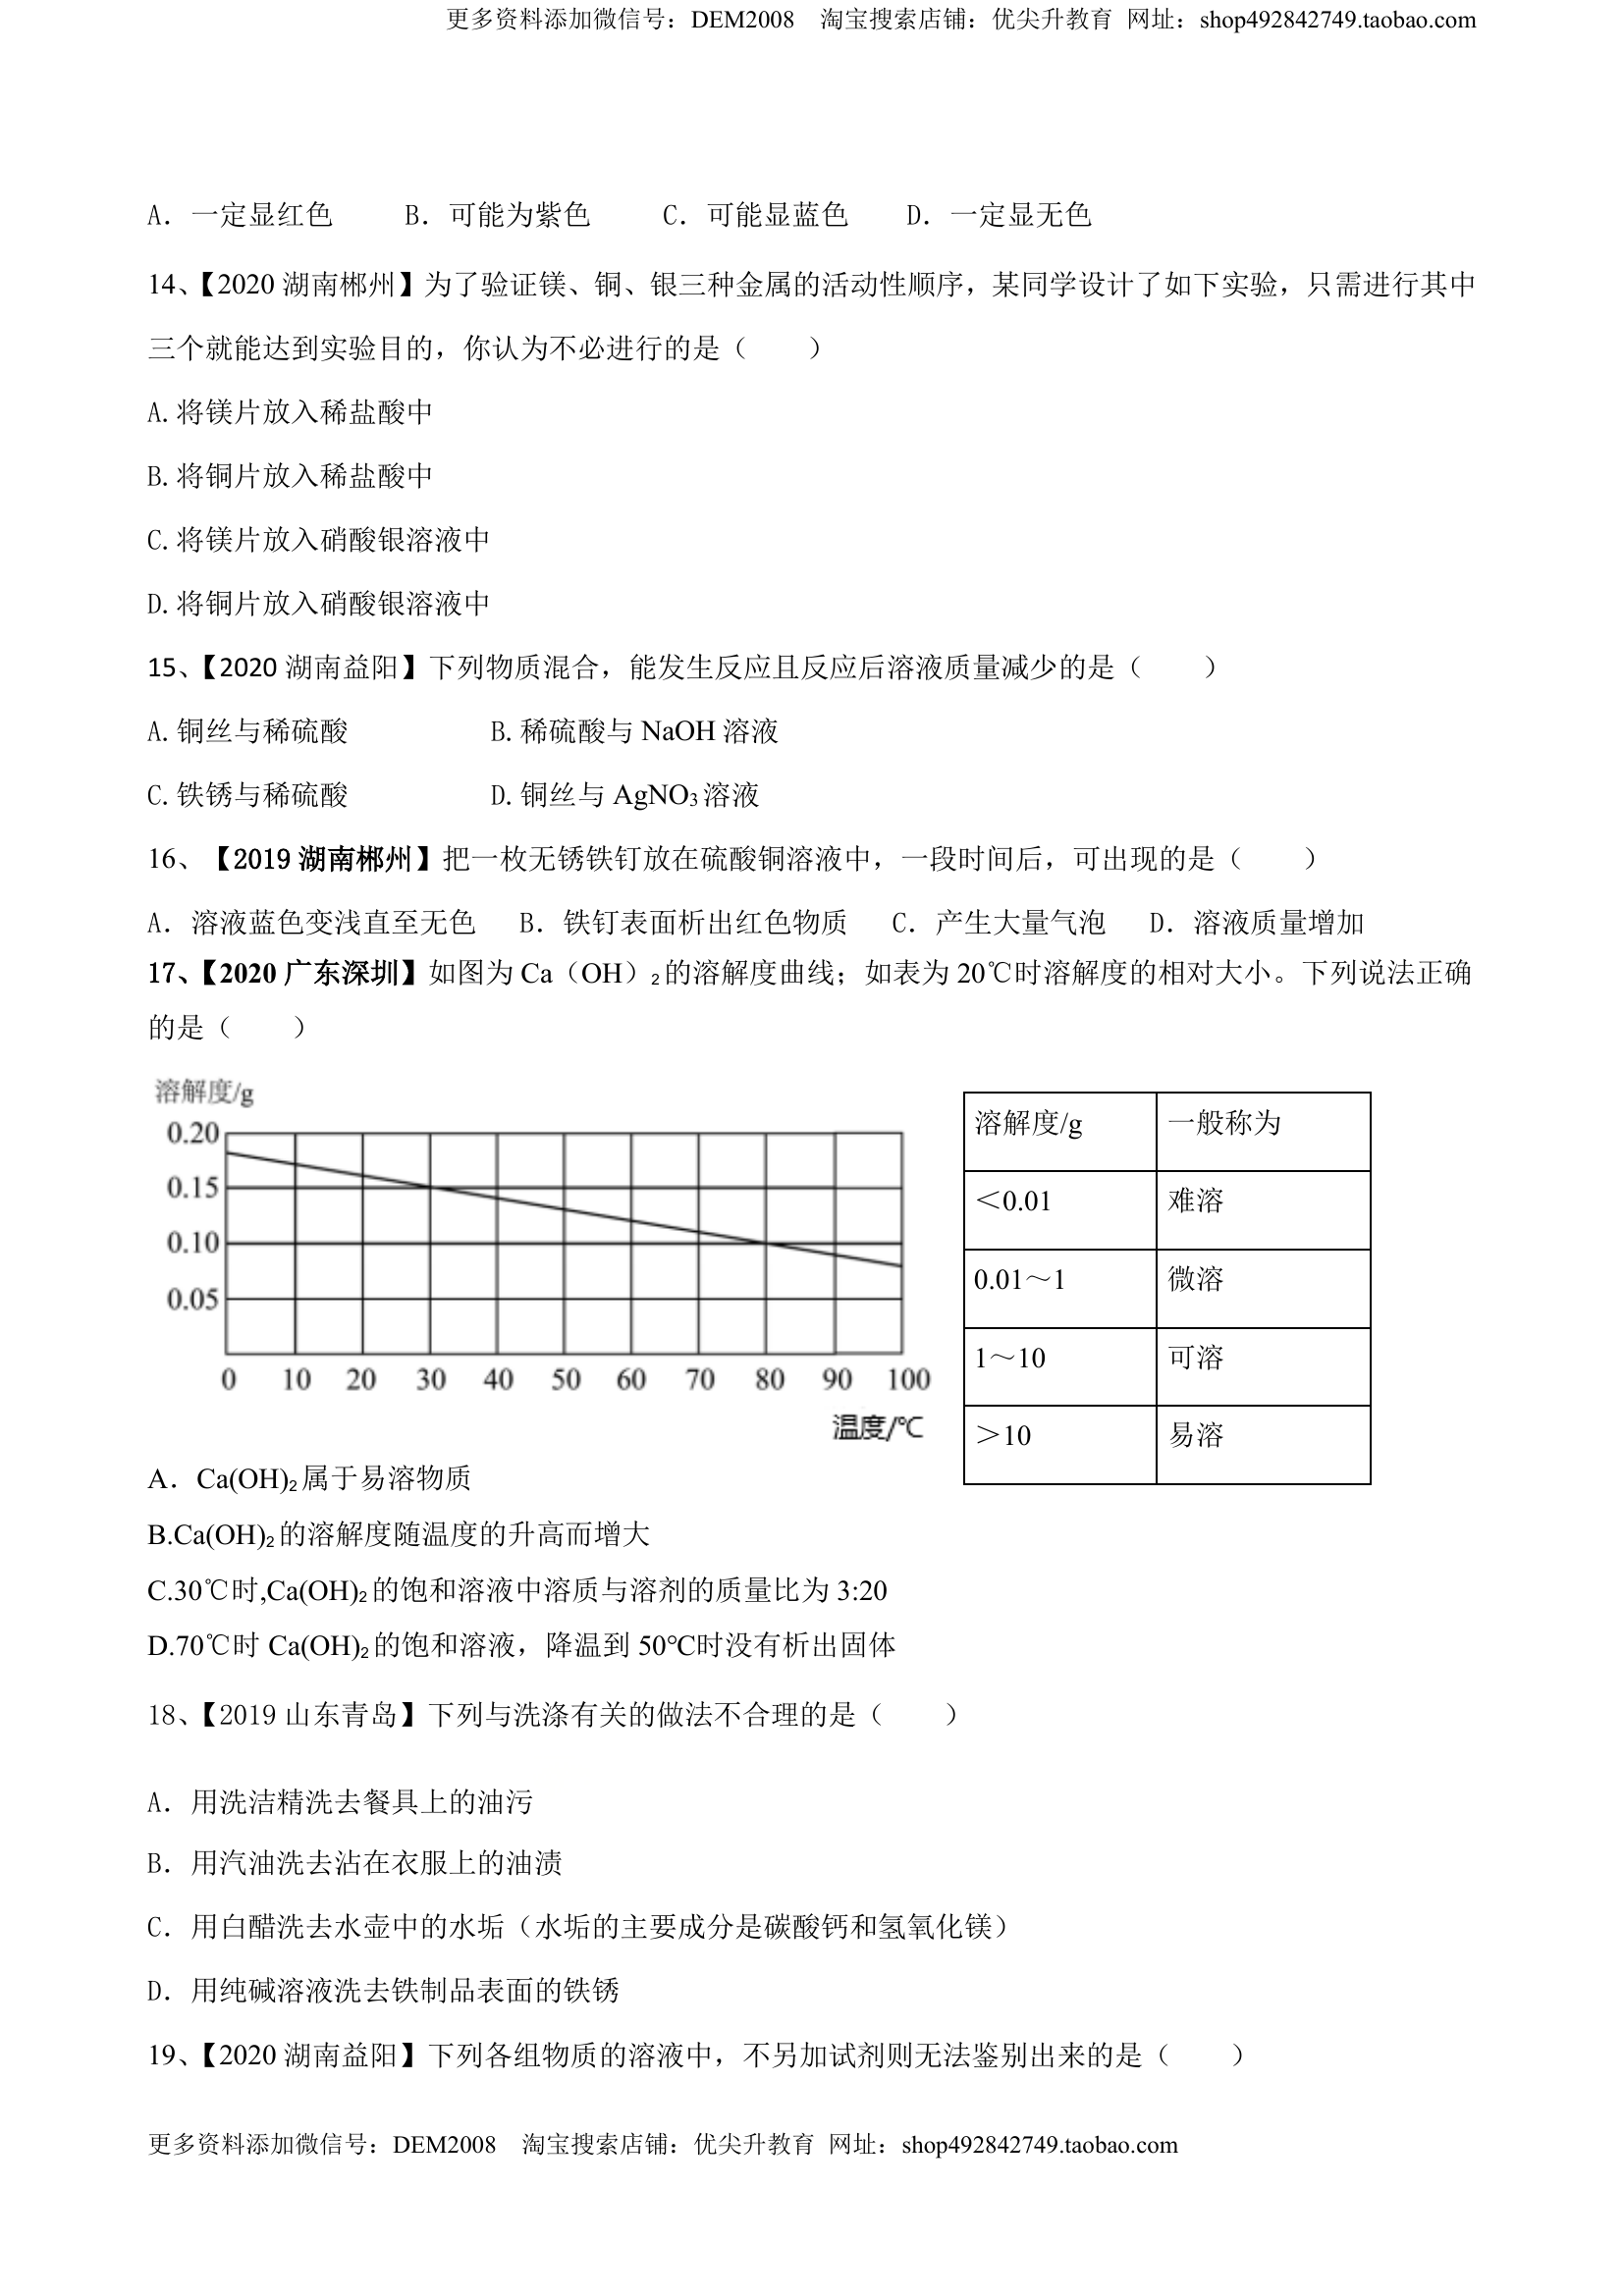 更多资料添加微信号：DEM2008 淘宝搜索店铺：优尖升教育 网址：shop492842749.taobao.com
A．一定显红色 B．可能为紫色 C．可能显蓝色 D．一定显无色
14、【2020 湖南郴州】为了验证镁、铜、银三种金属的活动性顺序，某同学设计了如下实验，只需进行其中
三个就能达到实验目的，你认为不必进行的是（ ）
A.将镁片放入稀盐酸中
B.将铜片放入稀盐酸中
C.将镁片放入硝酸银溶液中
D.将铜片放入硝酸银溶液中
15、【2020 湖南益阳】下列物质混合，能发生反应且反应后溶液质量减少的是（ ）
A.铜丝与稀硫酸 B.稀硫酸与 NaOH 溶液
C.铁锈与稀硫酸 D.铜丝与 AgNO₃溶液
16、【2019 湖南郴州】把一枚无锈铁钉放在硫酸铜溶液中，一段时间后，可出现的是（ ）
A．溶液蓝色变浅直至无色 B．铁钉表面析出红色物质 C．产生大量气泡 D．溶液质量增加
17、【2020 广东深圳】如图为 Ca（OH）₂的溶解度曲线；如表为 20℃时溶解度的相对大小。下列说法正确
的是（ ）
溶解度/g
0.20
0.15
0.10
0.05
0 10 20 30 40 50 60 70 80 90 100
温度/℃
溶解度/g 一般称为
＜0.01 难溶
0.01～1 微溶
1～10 可溶
＞10 易溶
A．Ca(OH)₂属于易溶物质
B.Ca(OH)₂的溶解度随温度的升高而增大
C.30℃时,Ca(OH)₂的饱和溶液中溶质与溶剂的质量比为 3:20
D.70℃时 Ca(OH)₂的饱和溶液，降温到 50℃时没有析出固体
18、【2019 山东青岛】下列与洗涤有关的做法不合理的是（ ）
A．用洗洁精洗去餐具上的油污
B．用汽油洗去沾在衣服上的油渍
C．用白醋洗去水壶中的水垢（水垢的主要成分是碳酸钙和氢氧化镁）
D．用纯碱溶液洗去铁制品表面的铁锈
19、【2020 湖南益阳】下列各组物质的溶液中，不另加试剂则无法鉴别出来的是（ ）
更多资料添加微信号：DEM2008 淘宝搜索店铺：优尖升教育 网址：shop492842749.taobao.com